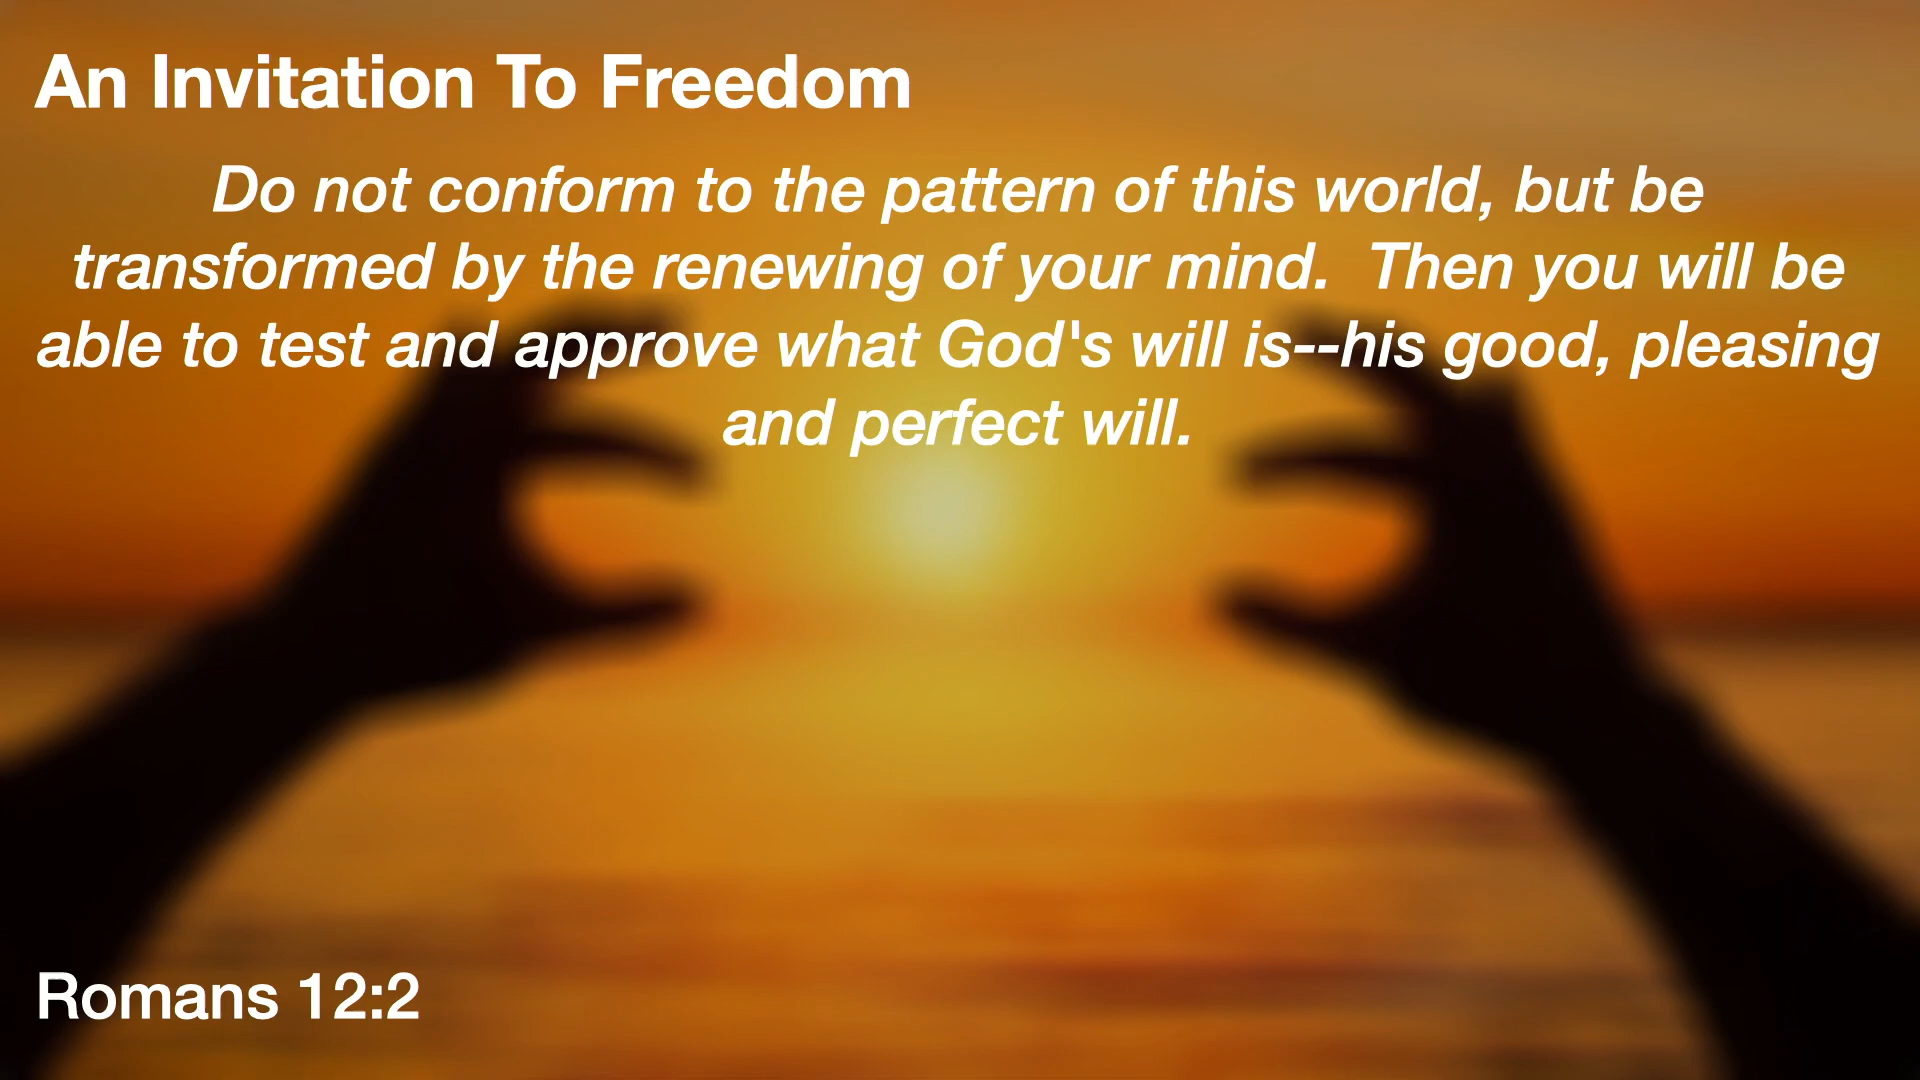 An Invitation To Freedom
Do not conform to the pattern of this world, but be
transformed by the renewing of your mind.  Then you will be
able to test and approve what God's will is--his good, pleasing
and perfect will.
Romans 12:2